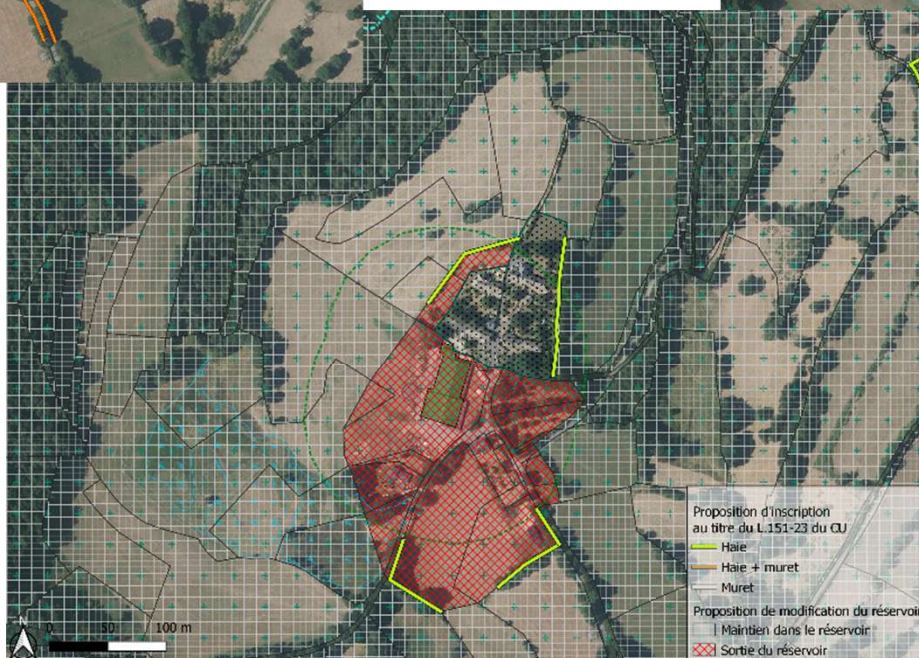 N
0 50 100 m
Proposition d'inscription
au titre du L.151-23 du CU
Haie
Haie + muret
Muret
Proposition de modification du réservoir
Maintien dans le réservoir
Sortie du réservoir